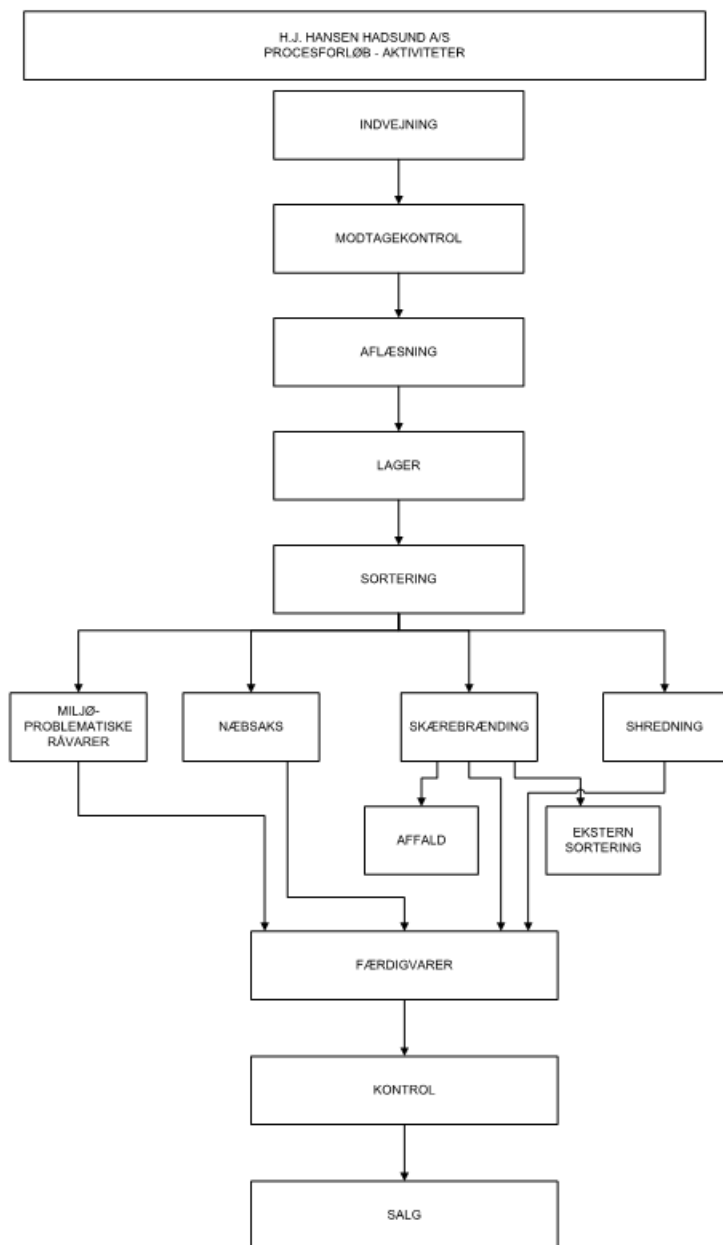 H.J. HANSEN HADSUND A/S
PROCESFORLØB - AKTIVITETER
INDVEJNING
MODTAGEKONTROL
AFLÆSNING
LAGER
SORTERING
MILJØ-
PROBLEMATISKE
RÅVARER
NÆBSAKS
SKÆREBRÆNDING
SHREDNING
AFFALD
EKSTERN
SORTERING
FÆRDIGVARER
KONTROL
SALG